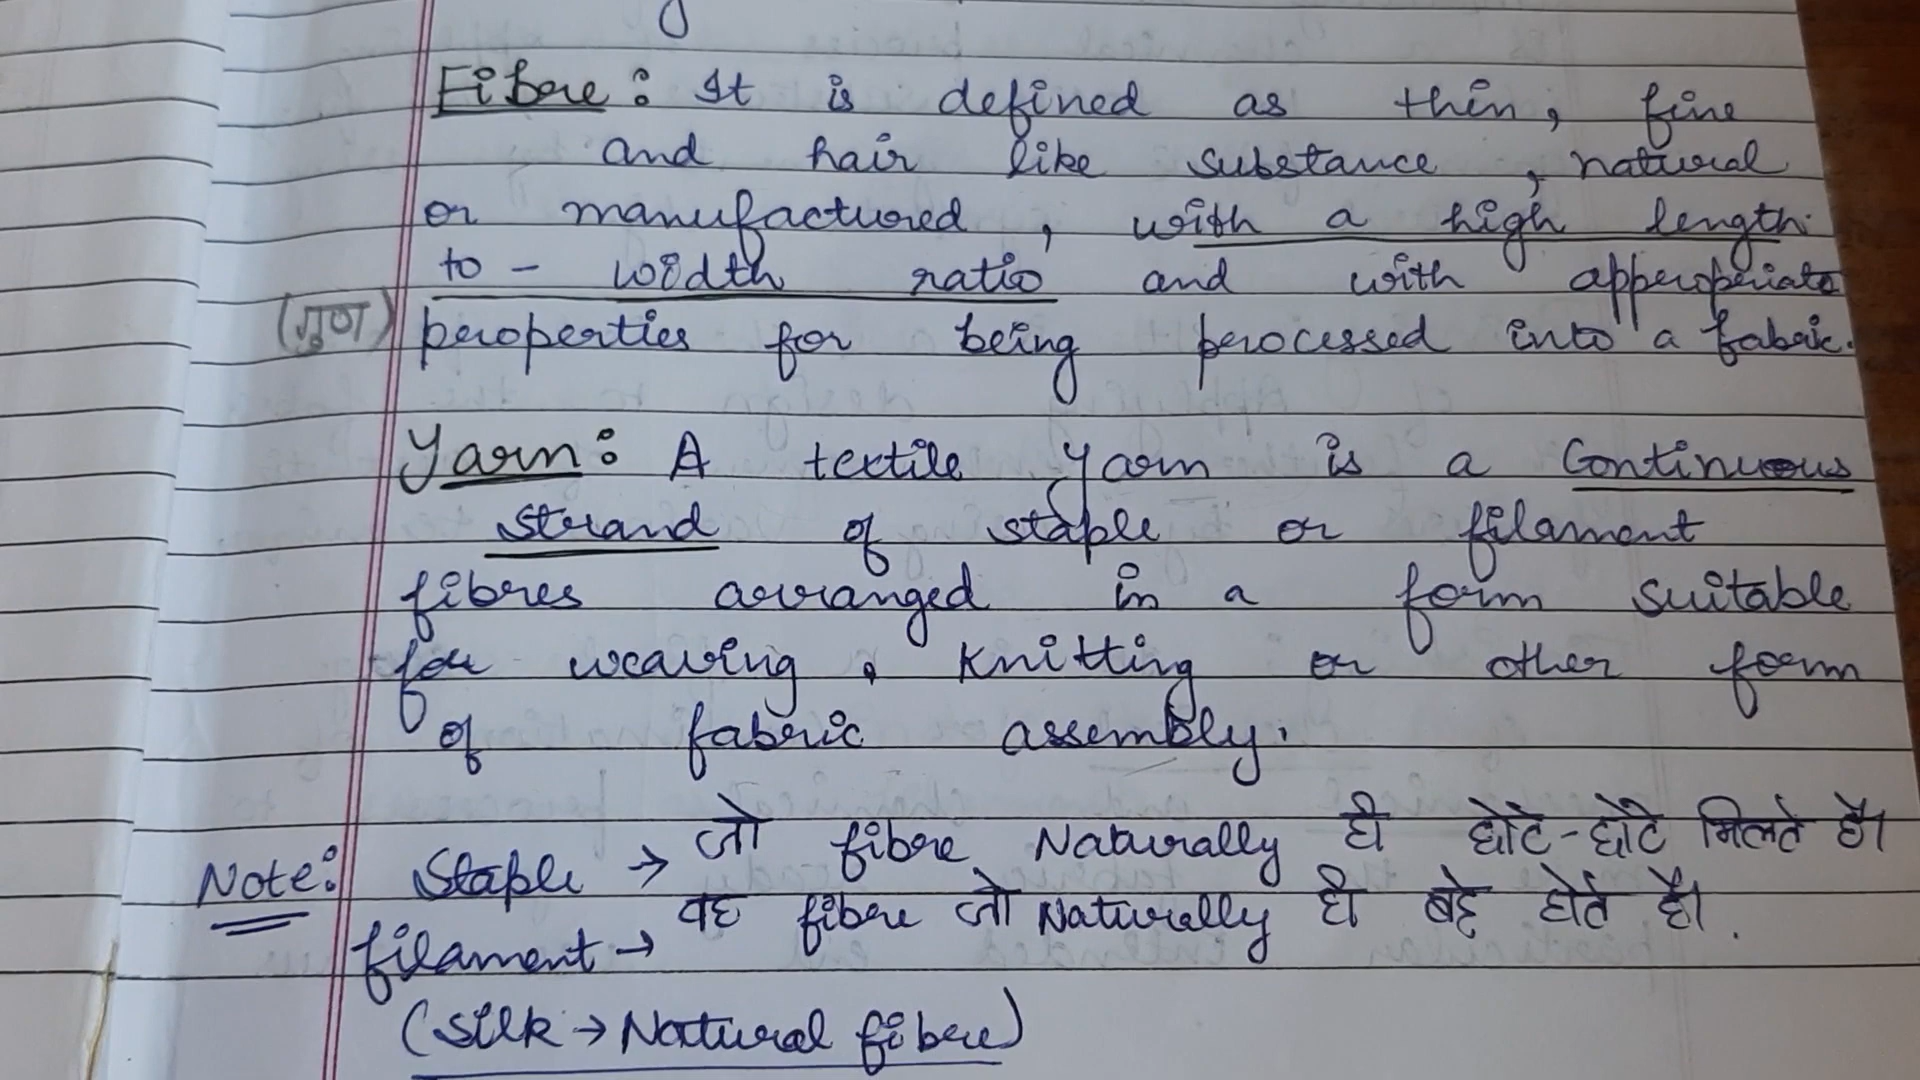 Fibre: It is defined as thin, fine
and hair like substance, natural
or manufactured, with a high length
to - width ratio and with appropriate
(गुण) properties for being processed into a fabric.
Yarn: A textile yarn is a Continuous
strand of staple or filament
fibres arranged in a form suitable
for weaving, knitting or other form
of fabric assembly.
Note: Staple → जो fibre Naturally ही छोटे-छोटे मिलते है।
filament → वह fibre जो Naturally ही बड़े होते है।.
(silk → Natural fibre)